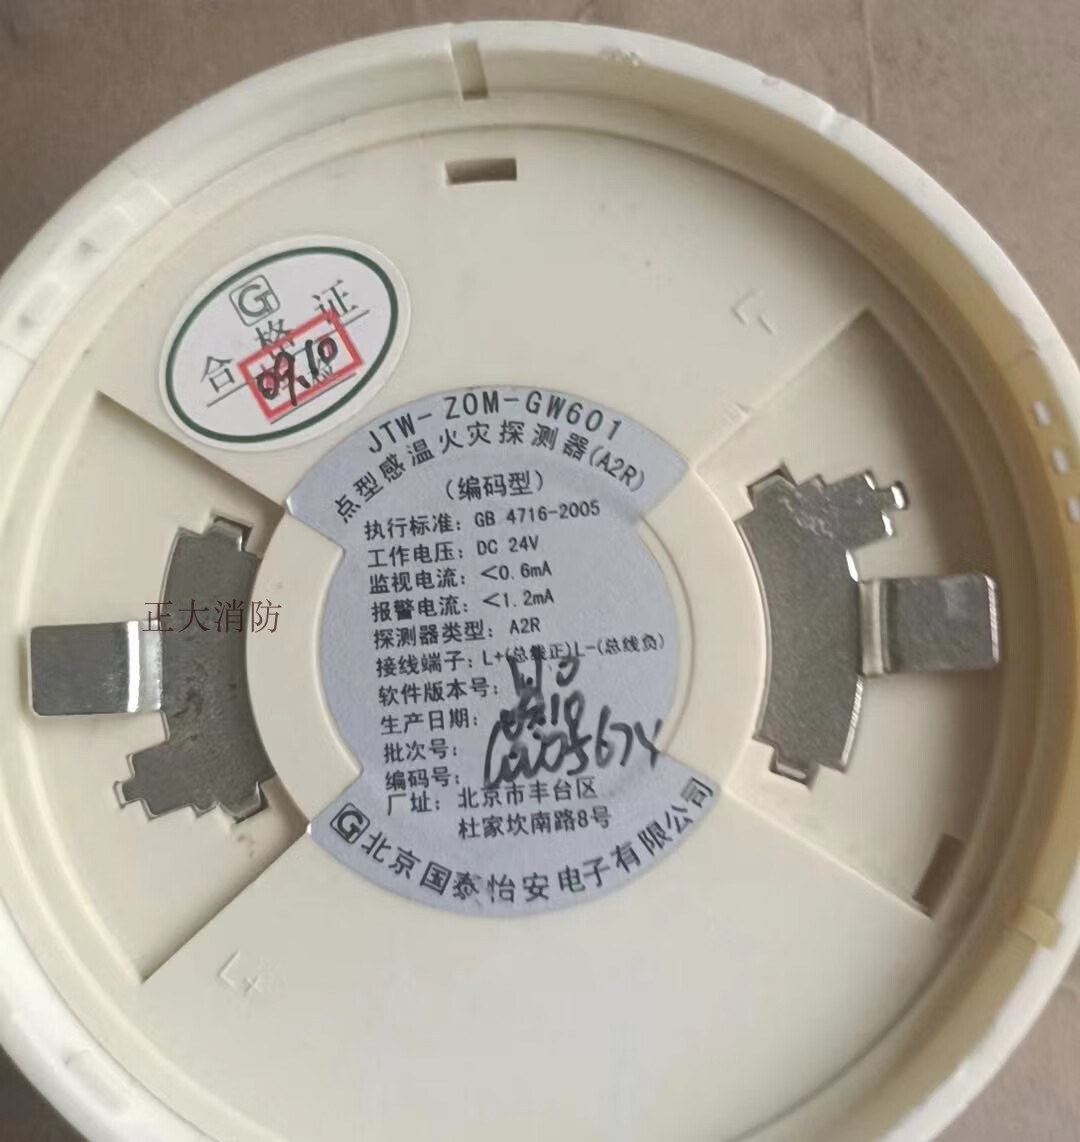 G
合格证
09.10
JTW-ZOM-GW601
点型感温火灾探测器(A2R)
(编码型)
执行标准: GB 4716-2005
工作电压: DC 24V
监视电流: <0.6mA
报警电流: <1.2mA
探测器类型: A2R
接线端子: L+(总线正)L-(总线负)
软件版本号:
生产日期: 09.10
批次号:
编码号:
厂址: 北京市丰台区
杜家坎南路8号
G北京国泰怡安电子有限公司
正大消防
L-
L+